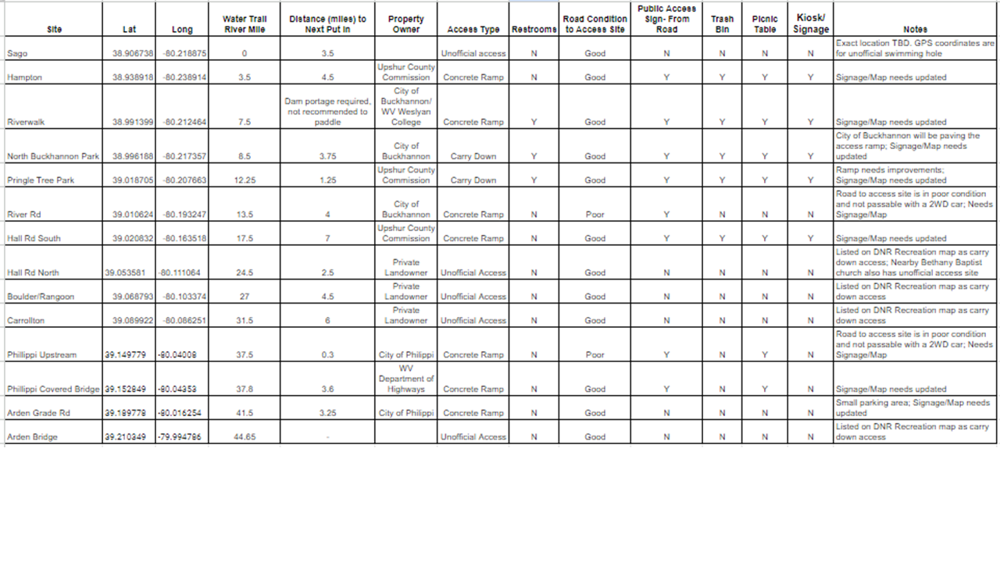 Site Lat Long Water Trail River Mile Distance (miles) to Next Put In Property Owner Access Type Restrooms Road Condition to Access Site Public Access Sign- From Road Trash Bin Picnic Table Kiosk/ Signage Notes
Sago 38.906738 -80.218875 0 3.5 Unofficial access N Good N N N N Exact location TBD. GPS coordinates are for unofficial swimming hole
Hampton 38.938918 -80.238914 3.5 4.5 Upshur County Commission Concrete Ramp N Good Y Y Y Y Signage/Map needs updated
Riverwalk 38.991399 -80.212464 7.5 Dam portage required, not recommended to paddle City of Buckhannon/ WV Weslyan College Concrete Ramp Y Good Y Y Y Y Signage/Map needs updated
North Buckhannon Park 38.996188 -80.217357 8.5 3.75 City of Buckhannon Carry Down Y Good Y Y Y Y City of Buckhannon will be paving the access ramp; Signage/Map needs updated
Pringle Tree Park 39.018705 -80.207663 12.25 1.25 Upshur County Commission Carry Down Y Good Y Y Y Y Ramp needs improvements; Signage/Map needs updated
River Rd 39.010624 -80.193247 13.5 4 City of Buckhannon Concrete Ramp N Poor Y N N N Road to access site is in poor condition and not passable with a 2WD car; Needs Signage/Map
Hall Rd South 39.020832 -80.163518 17.5 7 Upshur County Commission Concrete Ramp N Good Y Y Y Y Signage/Map needs updated
Hall Rd North 39.053581 -80.111064 24.5 2.5 Private Landowner Unofficial Access N Good N N N N Listed on DNR Recreation map as carry down access; Nearby Bethany Baptist church also has unofficial access site
Boulder/Rangoon 39.068793 -80.103374 27 4.5 Private Landowner Unofficial Access N Good N N N N Listed on DNR Recreation map as carry down access
Carrollton 39.089922 -80.086251 31.5 6 Private Landowner Unofficial Access N Good N N N N Listed on DNR Recreation map as carry down access
Phillippi Upstream 39.149779 -80.04008 37.5 0.3 City of Philippi Concrete Ramp N Poor Y N Y N Road to access site is in poor condition and not passable with a 2WD car; Needs Signage/Map
Phillippi Covered Bridge 39.152849 -80.04353 37.8 3.6 WV Department of Highways Concrete Ramp N Good Y N Y N Signage/Map needs updated
Arden Grade Rd 39.189778 -80.016254 41.5 3.25 City of Philippi Concrete Ramp N Good N N N N Small parking area; Signage/Map needs updated
Arden Bridge 39.210349 -79.994786 44.65 - Unofficial Access N Good N N N N Listed on DNR Recreation map as carry down access